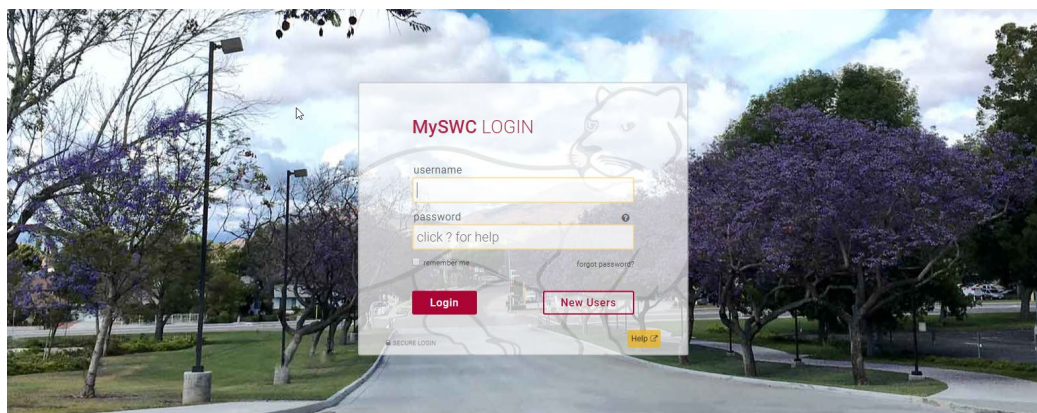 MySWC LOGIN
username
password
click ? for help
remember me
forgot password?
Login
New Users
SECURE LOGIN
Help